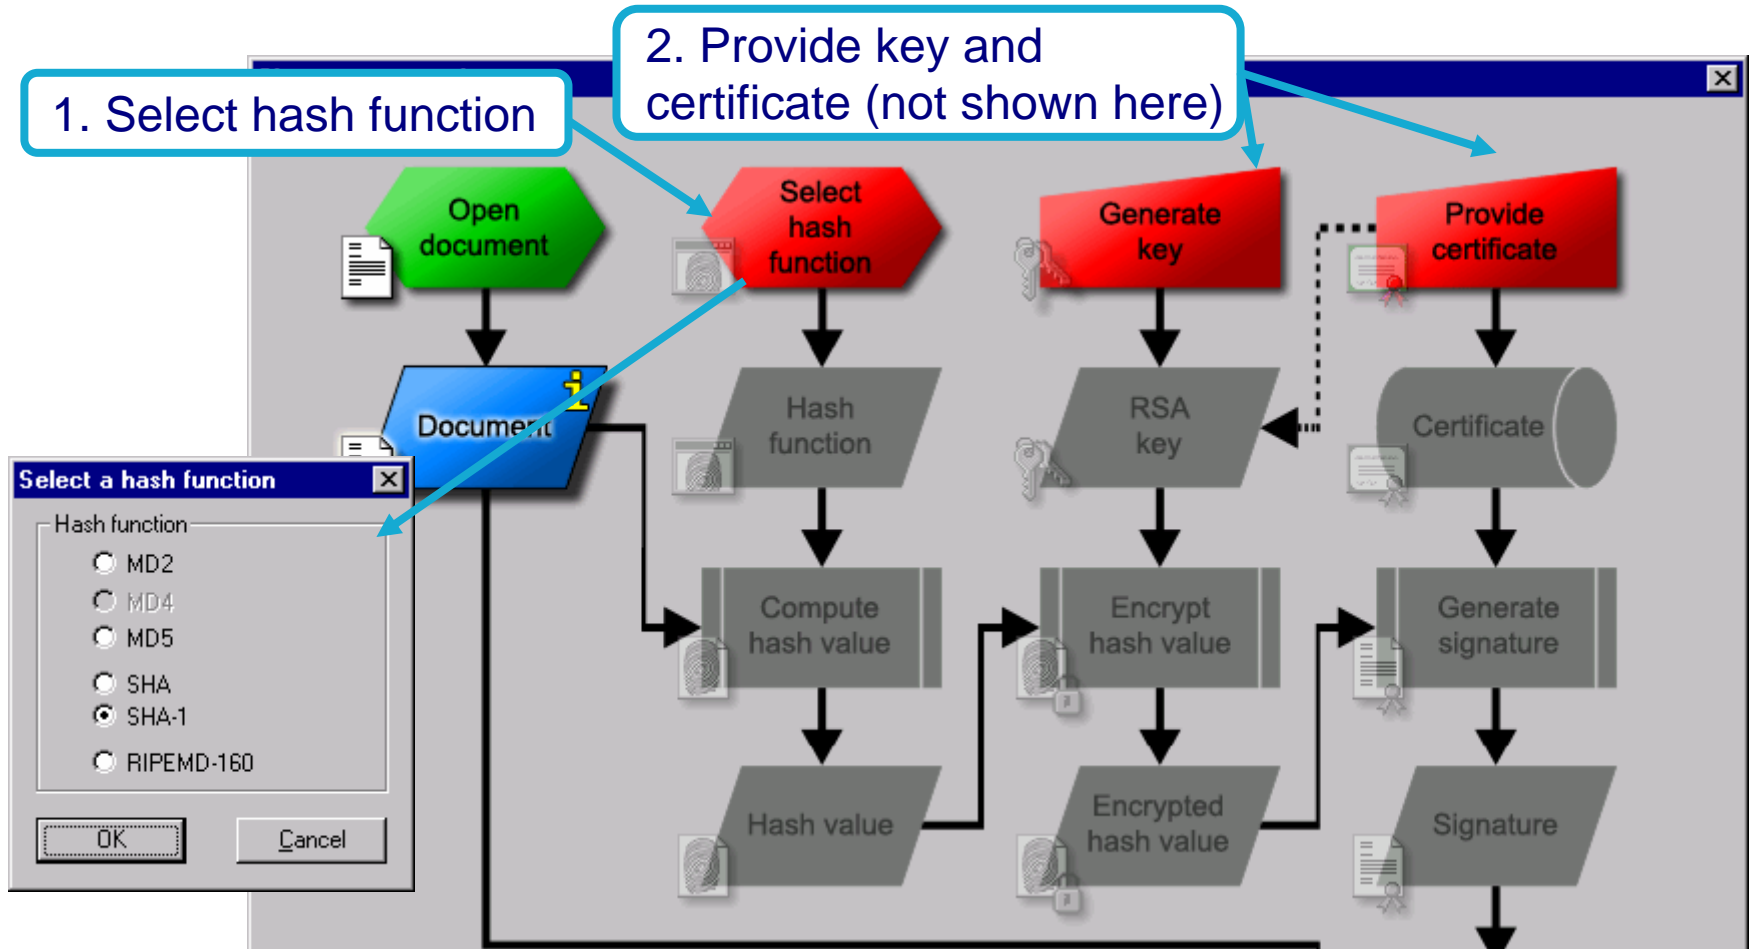 2. Provide key and
certificate (not shown here)
1. Select hash function
Open
document
Select
hash
function
Generate
key
Provide
certificate
Document
Hash
function
RSA
key
Certificate
Select a hash function
Hash function
MD2
MD4
MD5
SHA
SHA-1
RIPEMD-160
OK
Cancel
Compute
hash value
Encrypt
hash value
Generate
signature
Hash value
Encrypted
hash value
Signature